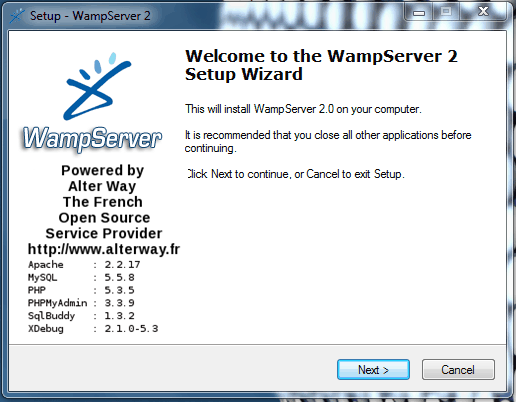 Setup - WampServer 2
Welcome to the WampServer 2
Setup Wizard
This will install WampServer 2.0 on your computer.
It is recommended that you close all other applications before
continuing.
Click Next to continue, or Cancel to exit Setup.
WampServer
Powered by
Alter Way
The French
Open Source
Service Provider
http://www.alterway.fr
Apache : 2.2.17
MySQL : 5.5.8
PHP : 5.3.5
PHPMyAdmin : 3.3.9
SqlBuddy : 1.3.2
XDebug : 2.1.0-5.3
Next >
Cancel